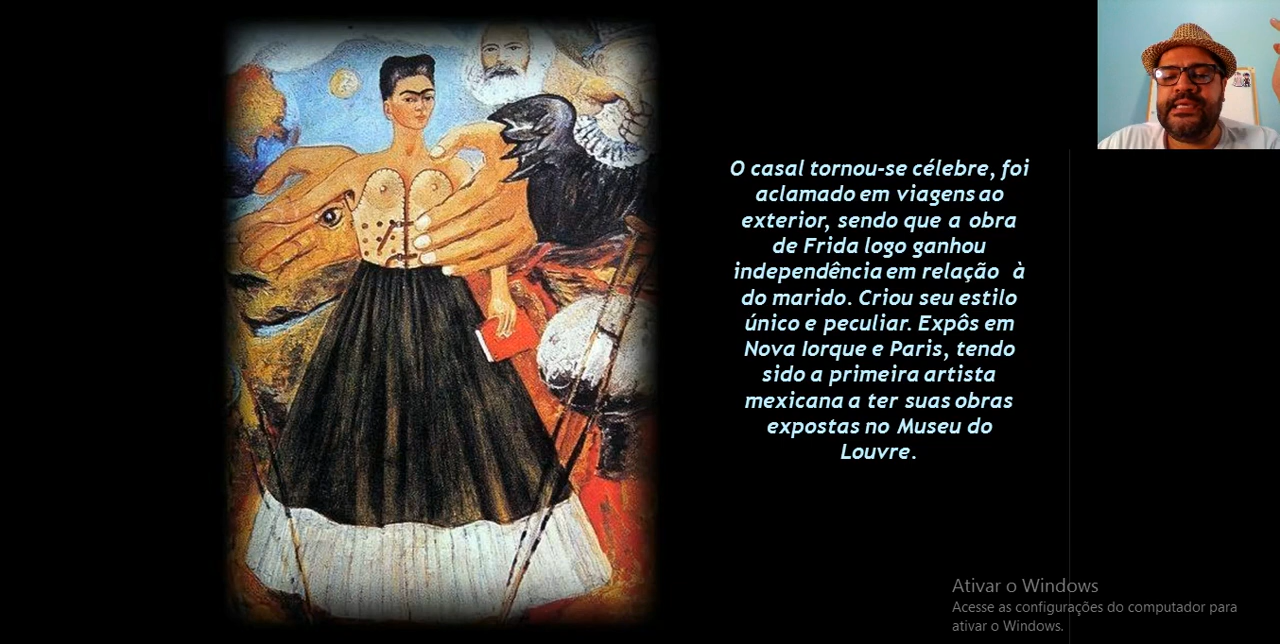 O casal tornou-se célebre, foi
aclamado em viagens ao
exterior, sendo que a obra
de Frida logo ganhou
independência em relação à
do marido. Criou seu estilo
único e peculiar. Expôs em
Nova Iorque e Paris, tendo
sido a primeira artista
mexicana a ter suas obras
expostas no Museu do
Louvre.
Ativar o Windows
Acesse as configurações do computador para
ativar o Windows.